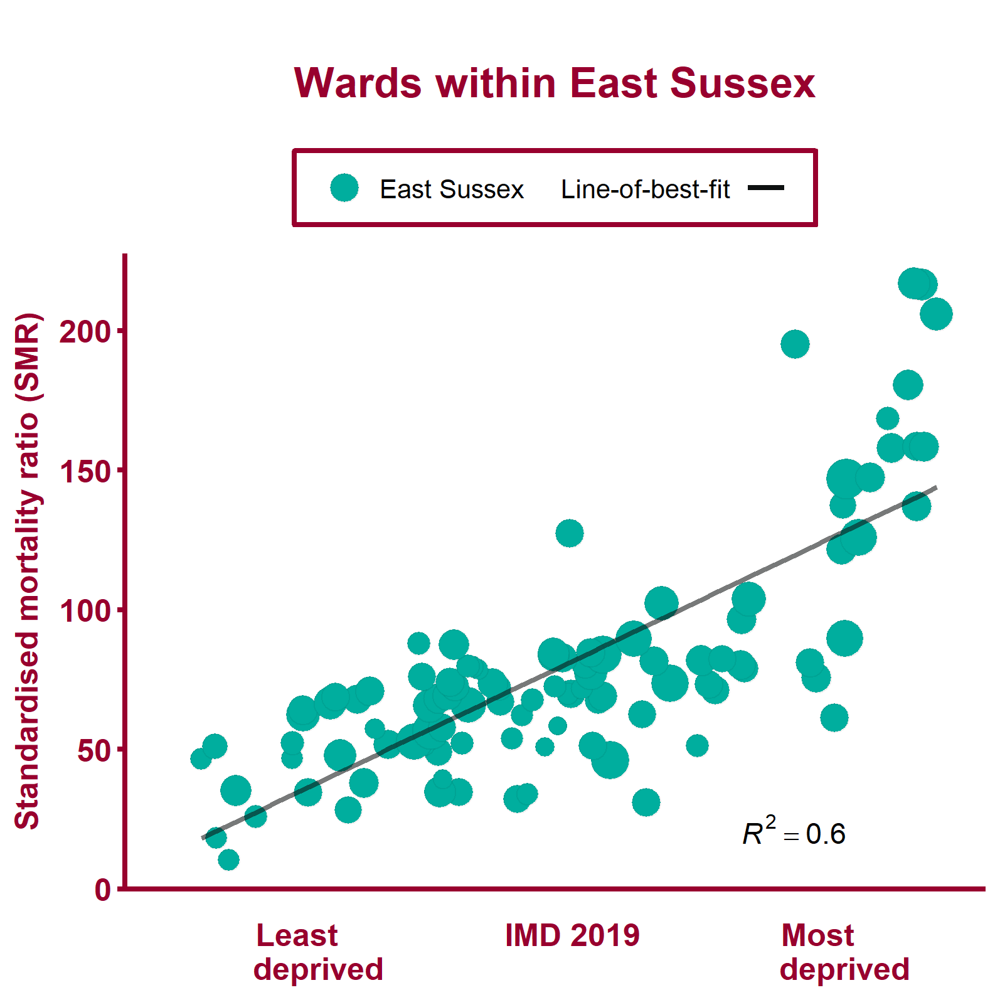 Wards within East Sussex
East Sussex Line-of-best-fit
Standardised mortality ratio (SMR)
200
150
100
50
0
R² = 0.6
Least deprived
IMD 2019
Most deprived